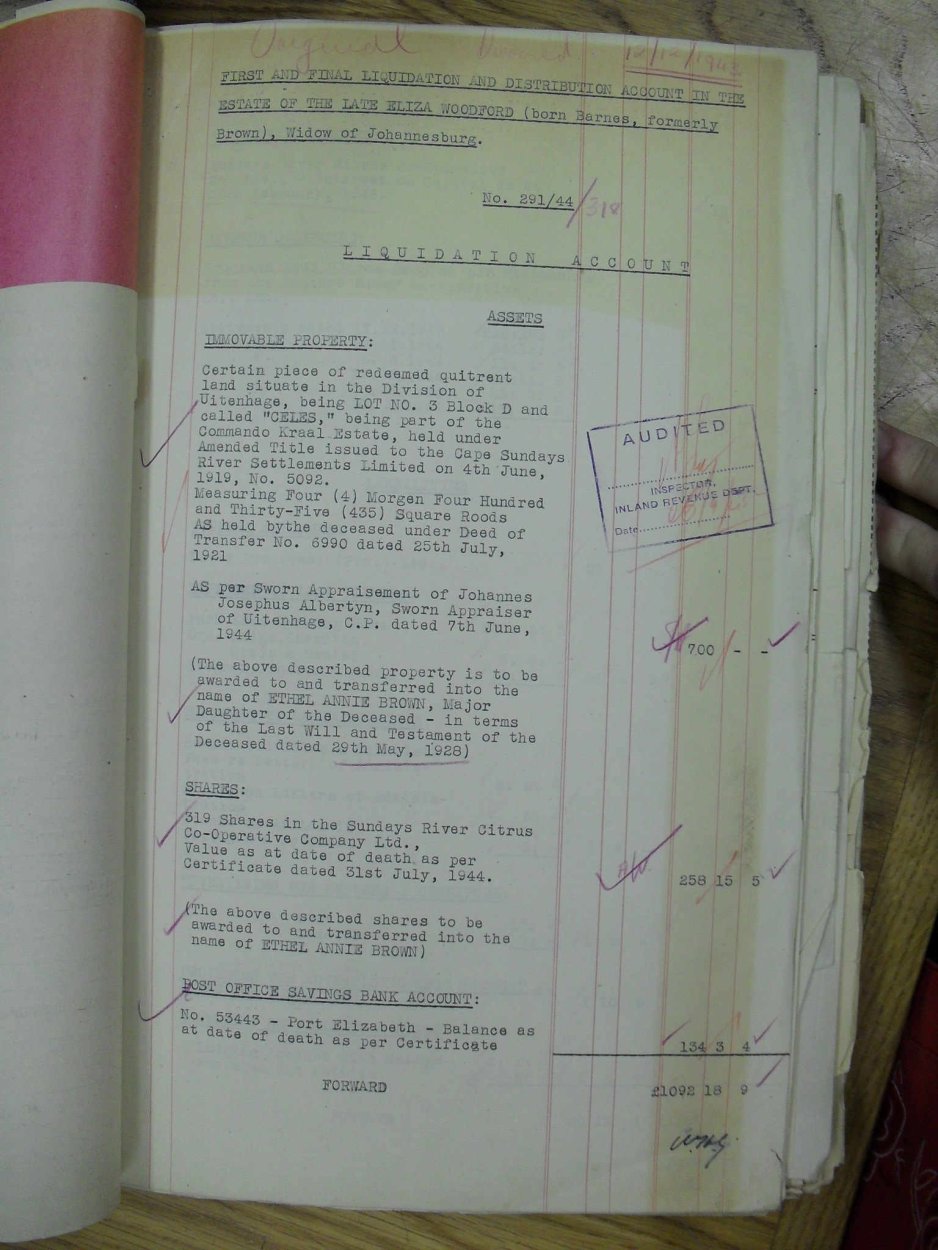 Original
FIRST AND FINAL LIQUIDATION AND DISTRIBUTION ACCOUNT IN THE
ESTATE OF THE LATE ELIZA WOODFORD (born Barnes, formerly
Brown), Widow of Johannesburg.
No. 291/44/318
LIQUIDATION ACCOUNT
ASSETS
IMMOVABLE PROPERTY:
Certain piece of redeemed quitrent
land situate in the Division of
Uitenhage, being LOT NO. 3 Block D and
called "CELES," being part of the
Commando Kraal Estate, held under
Amended Title issued to the Cape Sundays
River Settlements Limited on 4th June,
1919, No. 5092.
Measuring Four (4) Morgen Four Hundred
and Thirty-Five (435) Square Roods
AS held bythe deceased under Deed of
Transfer No. 6990 dated 25th July,
1921
AUDITED
INSPECTOR,
INLAND REVENUE DEPT.
Date
AS per Sworn Appraisement of Johannes
Josephus Albertyn, Sworn Appraiser
of Uitenhage, C.P. dated 7th June,
1944 700 - -
(The above described property is to be
awarded to and transferred into the
name of ETHEL ANNIE BROWN, Major
Daughter of the Deceased - in terms
of the Last Will and Testament of the
Deceased dated 29th May, 1928)
SHARES:
319 Shares in the Sundays River Citrus
Co-Operative Company Ltd.,
Value as at date of death as per
Certificate dated 31st July, 1944. 258 15 5
(The above described shares to be
awarded to and transferred into the
name of ETHEL ANNIE BROWN)
POST OFFICE SAVINGS BANK ACCOUNT:
No. 53443 - Port Elizabeth - Balance as
at date of death as per Certificate 134 3 4
FORWARD £1092 18 9